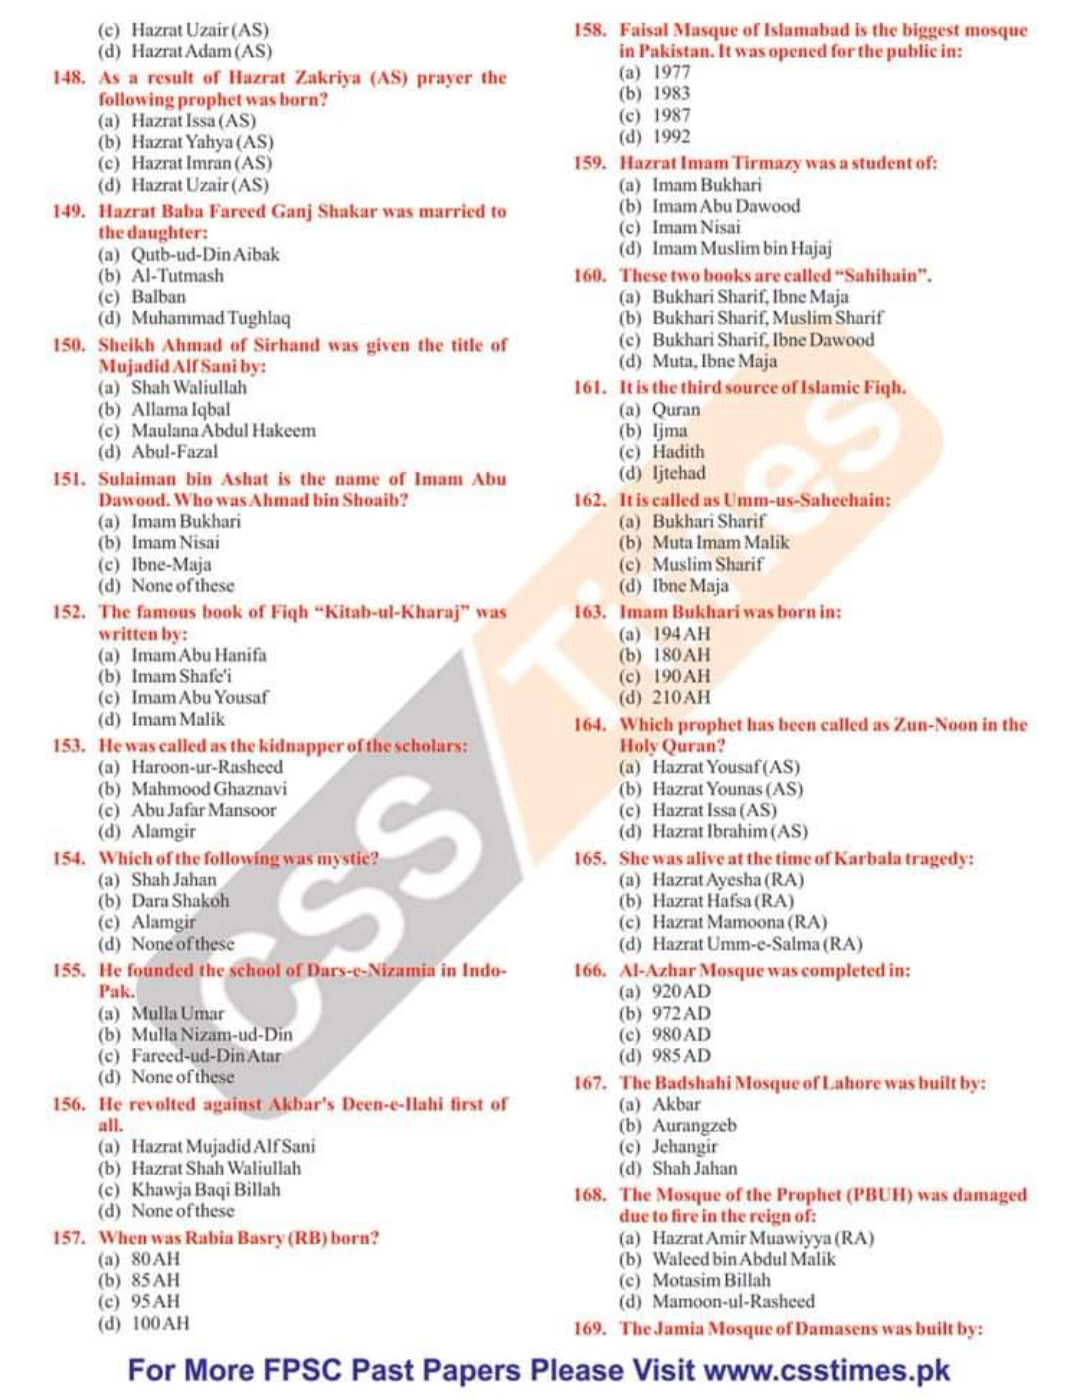 (c) Hazrat Uzair (AS)
(d) Hazrat Adam (AS)
148. As a result of Hazrat Zakriya (AS) prayer the
following prophet was born?
(a) Hazrat Issa (AS)
(b) Hazrat Yahya (AS)
(c) Hazrat Imran (AS)
(d) Hazrat Uzair (AS)
149. Hazrat Baba Fareed Ganj Shakar was married to
the daughter:
(a) Qutb-ud-Din Aibak
(b) Al-Tutmash
(c) Balban
(d) Muhammad Tughlaq
150. Sheikh Ahmad of Sirhand was given the title of
Mujadid Alf Sani by:
(a) Shah Waliullah
(b) Allama Iqbal
(c) Maulana Abdul Hakeem
(d) Abul-Fazal
151. Sulaiman bin Ashat is the name of Imam Abu
Dawood. Who was Ahmad bin Shoaib?
(a) Imam Bukhari
(b) Imam Nisai
(c) Ibne-Maja
(d) None of these
152. The famous book of Fiqh “Kitab-ul-Kharaj” was
written by:
(a) Imam Abu Hanifa
(b) Imam Shafe'i
(c) Imam Abu Yousaf
(d) Imam Malik
153. He was called as the kidnapper of the scholars:
(a) Haroon-ur-Rasheed
(b) Mahmood Ghaznavi
(c) Abu Jafar Mansoor
(d) Alamgir
154. Which of the following was mystic?
(a) Shah Jahan
(b) Dara Shakoh
(c) Alamgir
(d) None of these
155. He founded the school of Dars-e-Nizamia in Indo-
Pak.
(a) Mulla Umar
(b) Mulla Nizam-ud-Din
(c) Fareed-ud-Din Atar
(d) None of these
156. He revolted against Akbar's Deen-e-Ilahi first of
all.
(a) Hazrat Mujadid Alf Sani
(b) Hazrat Shah Waliullah
(c) Khawja Baqi Billah
(d) None of these
157. When was Rabia Basry (RB) born?
(a) 80 AH
(b) 85 AH
(c) 95 AH
(d) 100 AH
158. Faisal Masque of Islamabad is the biggest mosque
in Pakistan. It was opened for the public in:
(a) 1977
(b) 1983
(c) 1987
(d) 1992
159. Hazrat Imam Tirmazy was a student of:
(a) Imam Bukhari
(b) Imam Abu Dawood
(c) Imam Nisai
(d) Imam Muslim bin Hajaj
160. These two books are called “Sahihain”.
(a) Bukhari Sharif, Ibne Maja
(b) Bukhari Sharif, Muslim Sharif
(c) Bukhari Sharif, Ibne Dawood
(d) Muta, Ibne Maja
161. It is the third source of Islamic Fiqh.
(a) Quran
(b) Ijma
(c) Hadith
(d) Ijtehad
162. It is called as Umm-us-Saheehain:
(a) Bukhari Sharif
(b) Muta Imam Malik
(c) Muslim Sharif
(d) Ibne Maja
163. Imam Bukhari was born in:
(a) 194 AH
(b) 180 AH
(c) 190 AH
(d) 210 AH
164. Which prophet has been called as Zun-Noon in the
Holy Quran?
(a) Hazrat Yousaf (AS)
(b) Hazrat Younas (AS)
(c) Hazrat Issa (AS)
(d) Hazrat Ibrahim (AS)
165. She was alive at the time of Karbala tragedy:
(a) Hazrat Ayesha (RA)
(b) Hazrat Hafsa (RA)
(c) Hazrat Mamoona (RA)
(d) Hazrat Umm-e-Salma (RA)
166. Al-Azhar Mosque was completed in:
(a) 920 AD
(b) 972 AD
(c) 980 AD
(d) 985 AD
167. The Badshahi Mosque of Lahore was built by:
(a) Akbar
(b) Aurangzeb
(c) Jehangir
(d) Shah Jahan
168. The Mosque of the Prophet (PBUH) was damaged
due to fire in the reign of:
(a) Hazrat Amir Muawiyya (RA)
(b) Waleed bin Abdul Malik
(c) Motasim Billah
(d) Mamoon-ul-Rasheed
169. The Jamia Mosque of Damasens was built by:
CSS Times
For More FPSC Past Papers Please Visit www.csstimes.pk